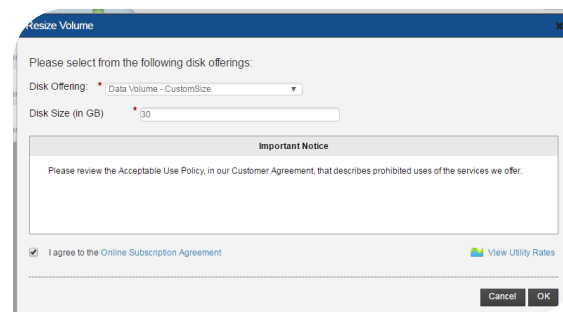 Resize Volume
Please select from the following disk offerings:
Disk Offering: * Data Volume - CustomSize
Disk Size (in GB) * 30
Important Notice
Please review the Acceptable Use Policy, in our Customer Agreement, that describes prohibited uses of the services we offer.
I agree to the Online Subscription Agreement View Utility Rates
Cancel OK